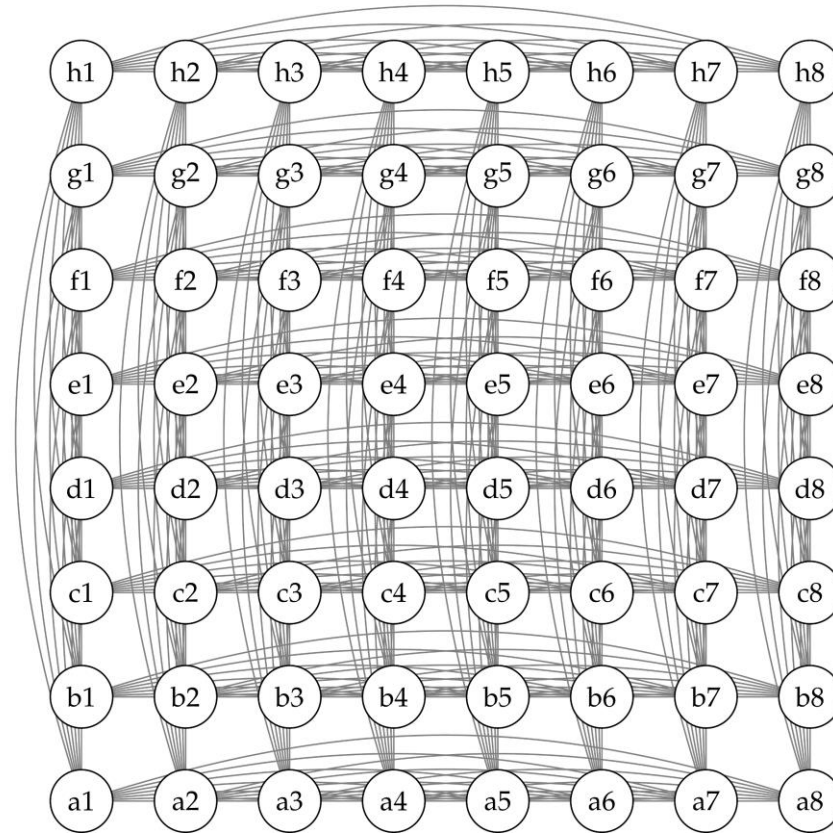 h1 h2 h3 h4 h5 h6 h7 h8
g1 g2 g3 g4 g5 g6 g7 g8
f1 f2 f3 f4 f5 f6 f7 f8
e1 e2 e3 e4 e5 e6 e7 e8
d1 d2 d3 d4 d5 d6 d7 d8
c1 c2 c3 c4 c5 c6 c7 c8
b1 b2 b3 b4 b5 b6 b7 b8
a1 a2 a3 a4 a5 a6 a7 a8